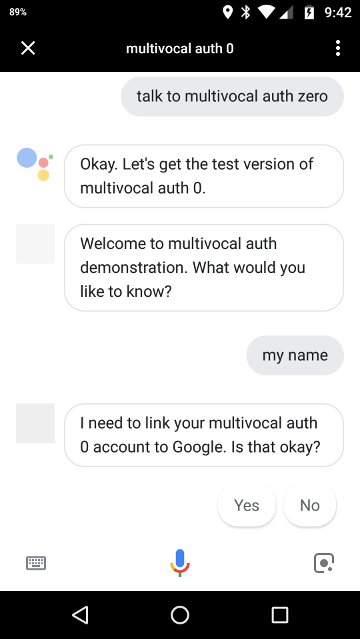 89%
9:42
multivocal auth 0
talk to multivocal auth zero
Okay. Let's get the test version of
multivocal auth 0.
Welcome to multivocal auth
demonstration. What would you
like to know?
my name
I need to link your multivocal auth
0 account to Google. Is that okay?
Yes
No